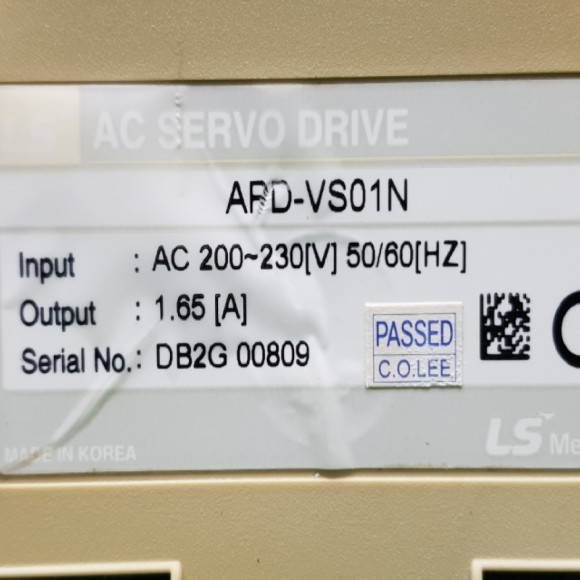 LS AC SERVO DRIVE
APD-VS01N
Input : AC 200~230[V] 50/60[HZ]
Output : 1.65 [A]
Serial No. : DB2G 00809
PASSED
C.O.LEE
MADE IN KOREA
LS